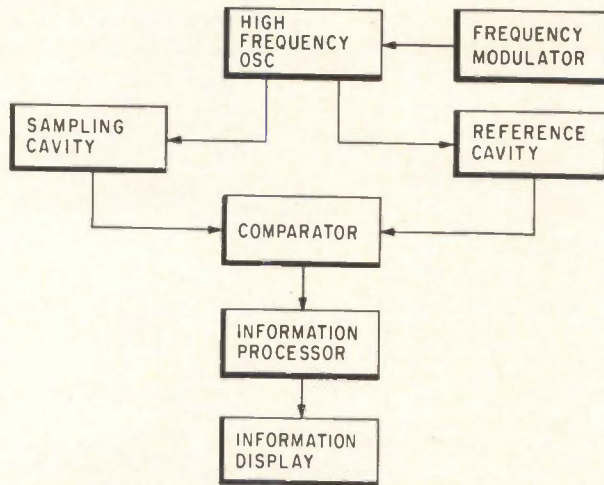 HIGH
FREQUENCY
OSC
FREQUENCY
MODULATOR
SAMPLING
CAVITY
REFERENCE
CAVITY
COMPARATOR
INFORMATION
PROCESSOR
INFORMATION
DISPLAY